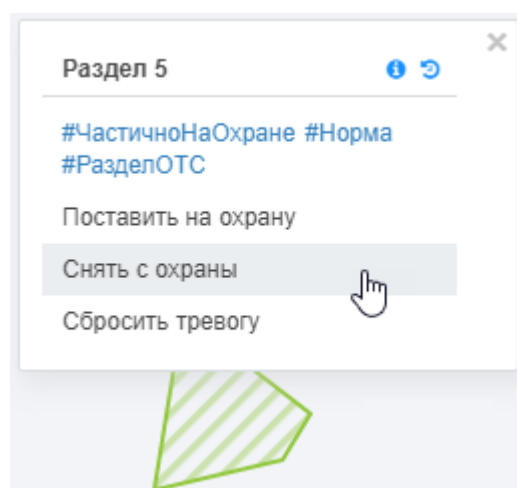 Раздел 5
#ЧастичноНаОхране #Норма
#РазделОТС
Поставить на охрану
Снять с охраны
Сбросить тревогу